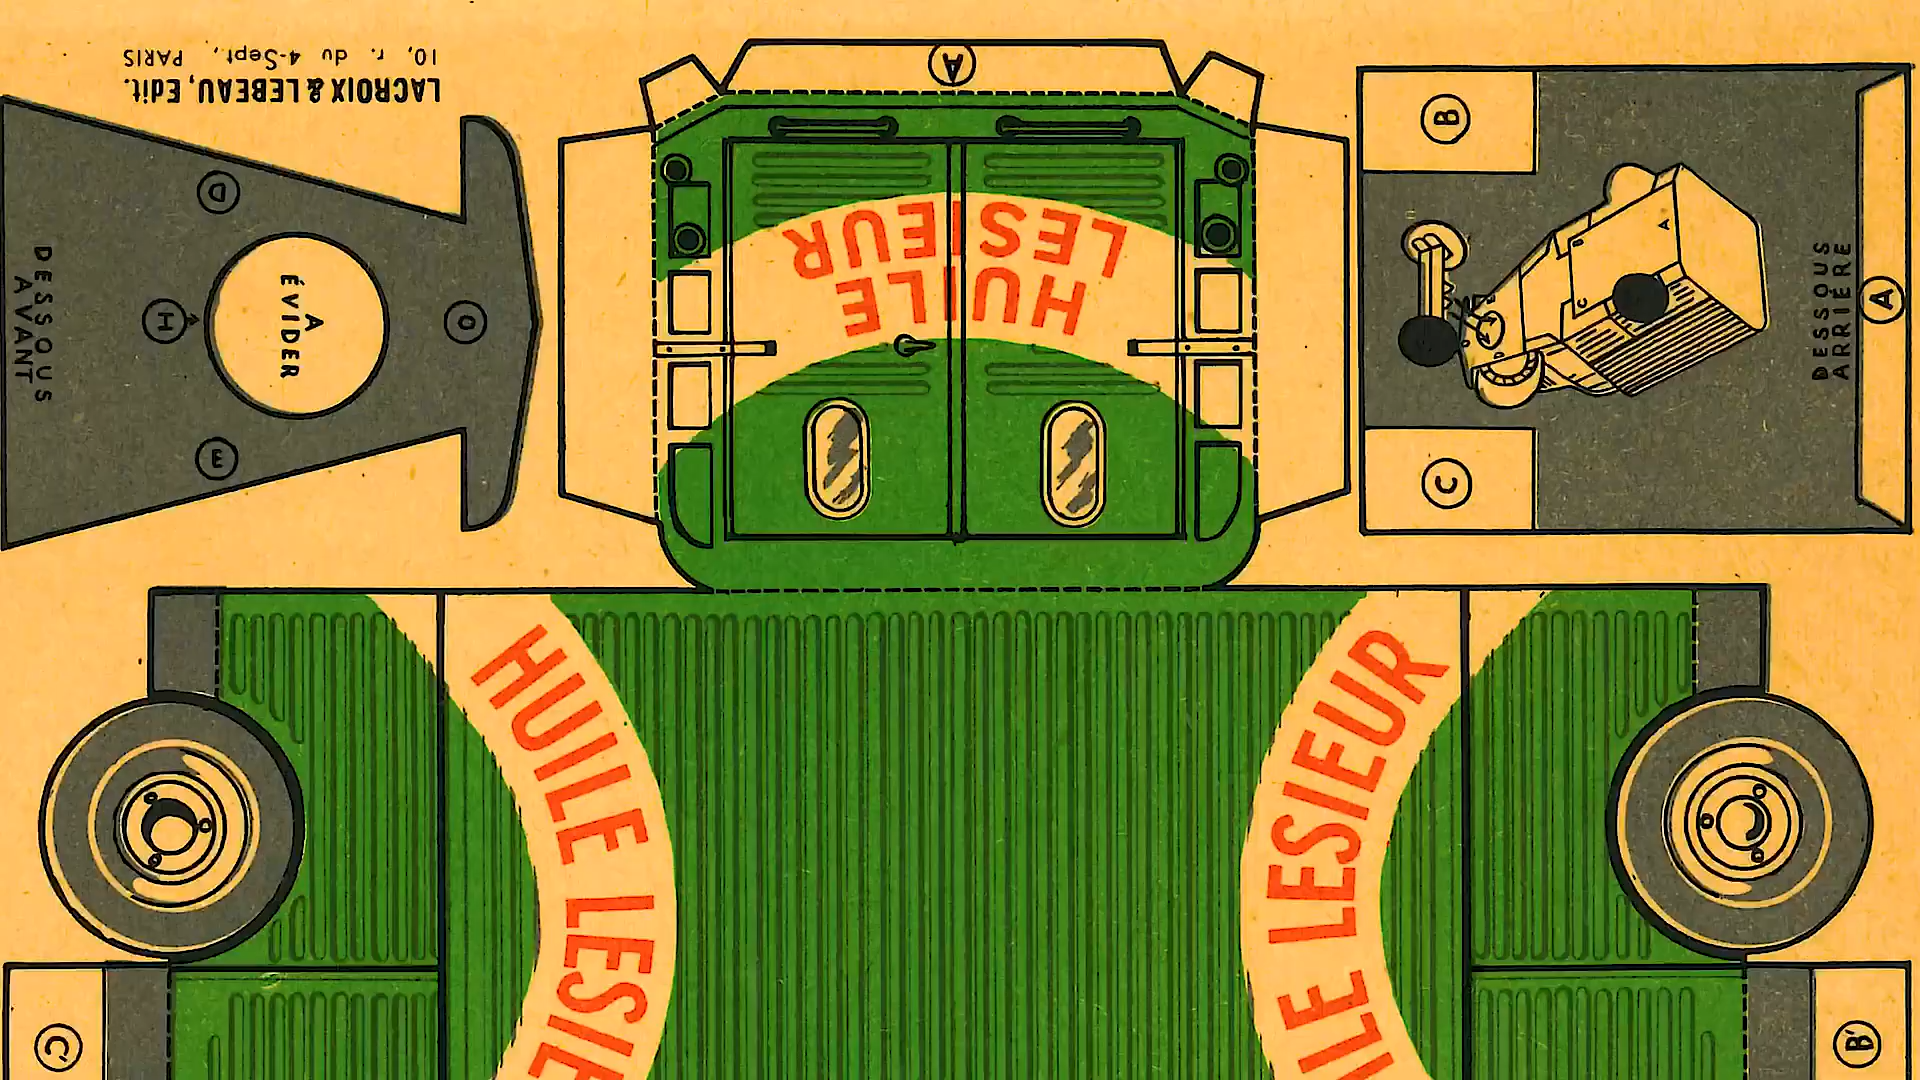 LACROIX & LEBEAU, Edit.
10, r. du 4-Sept., PARIS
A
B
D
DESSOUS
AVANT
H
A
ÉVIDER
O
E
HUILE
LESIEUR
A
C
DESSOUS
ARRIÈRE
A
B
C
HUILE LESIE
ILE LESIEUR
C'
B'